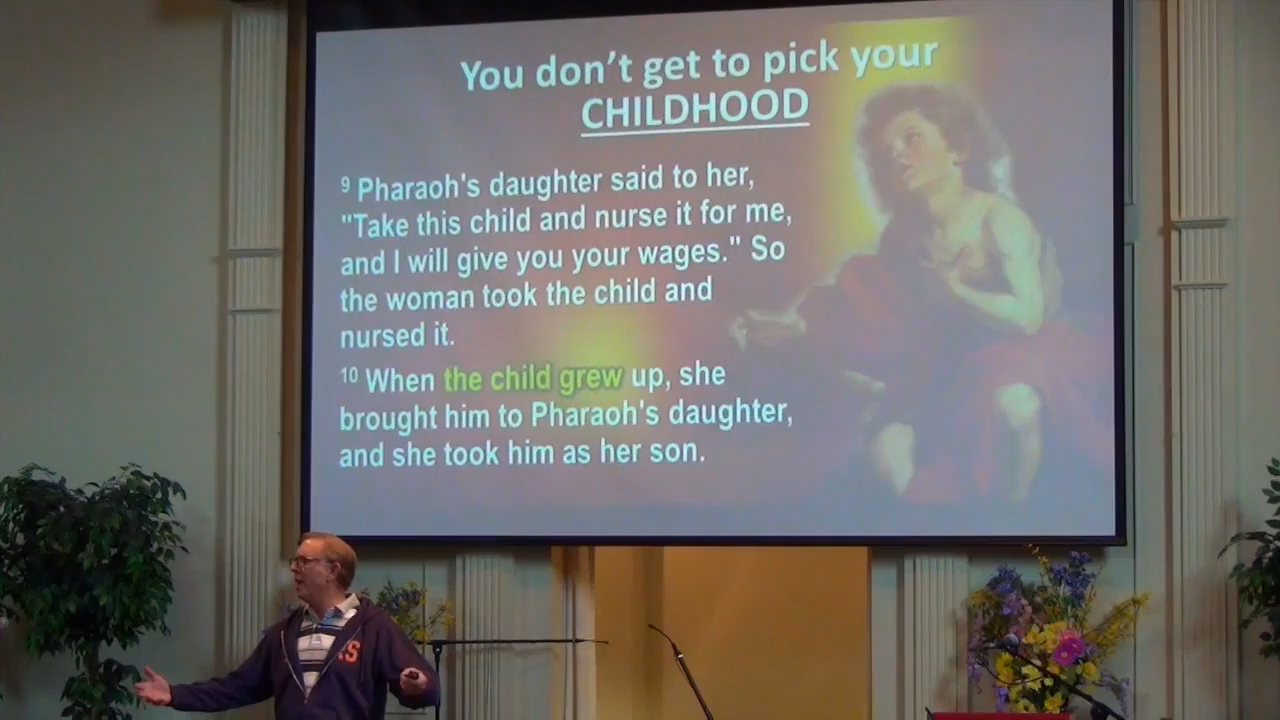 You don't get to pick your
CHILDHOOD
9 Pharaoh's daughter said to her,
"Take this child and nurse it for me,
and I will give you your wages." So
the woman took the child and
nursed it.
10 When the child grew up, she
brought him to Pharaoh's daughter,
and she took him as her son.
S